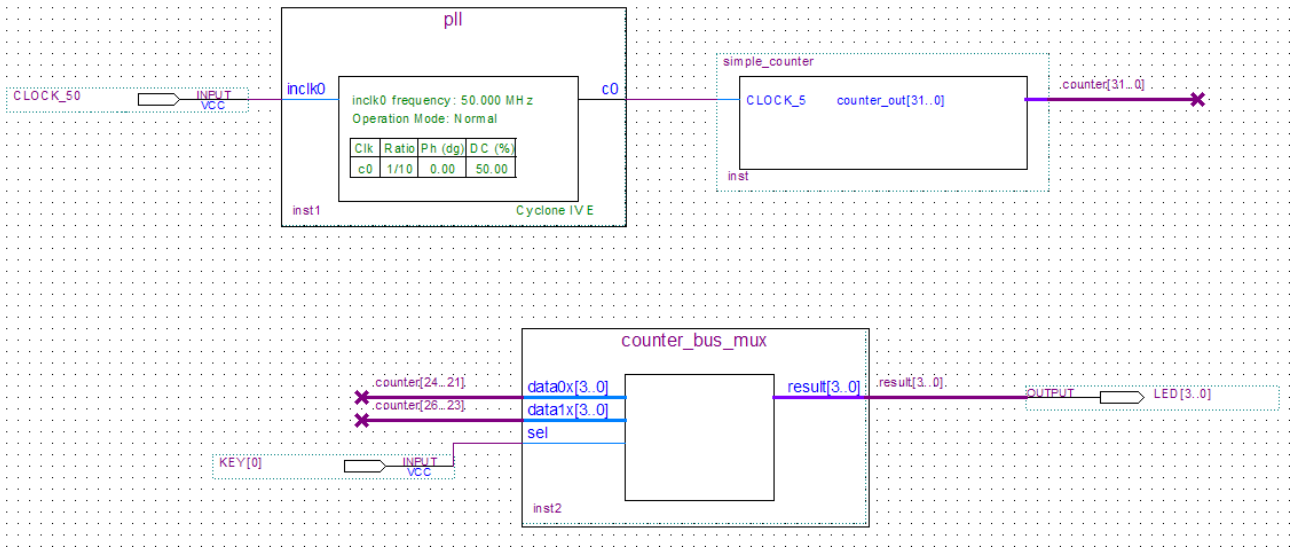 pll
CLOCK_50
INPUT
VCC
inclk0
inclk0 frequency: 50.000 MHz
Operation Mode: Normal
Clk Ratio Ph (dg) DC (%)
c0 1/10 0.00 50.00
inst1
Cyclone IV E
c0
simple_counter
CLOCK_5
counter_out[31..0]
inst
counter[31..0]
counter_bus_mux
counter[24..21]
counter[26..23]
data0x[3..0]
data1x[3..0]
sel
result[3..0]
result[3..0]
OUTPUT
LED[3..0]
KEY[0]
INPUT
VCC
inst2